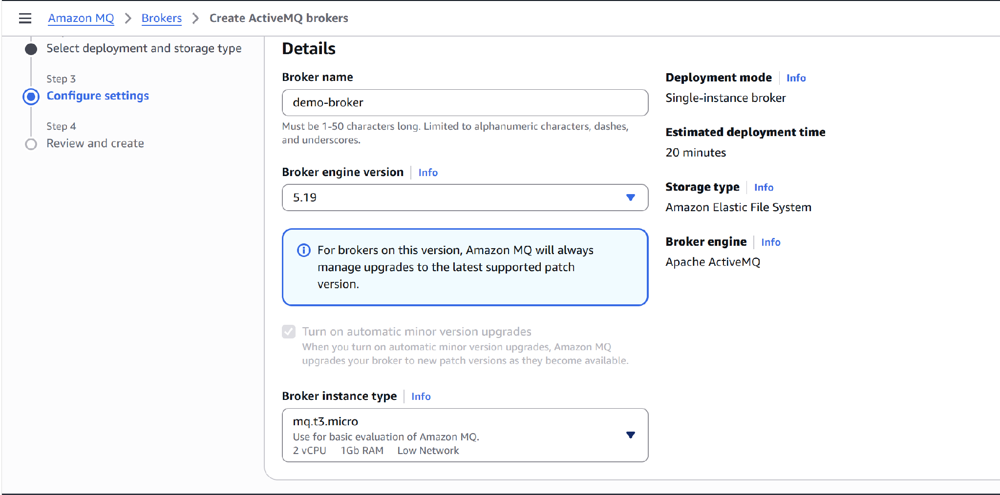 Amazon MQ > Brokers > Create ActiveMQ brokers
Select deployment and storage type
Step 3
Configure settings
Step 4
Review and create
Details
Broker name
demo-broker
Must be 1-50 characters long. Limited to alphanumeric characters, dashes,
and underscores.
Broker engine version | Info
5.19
For brokers on this version, Amazon MQ will always
manage upgrades to the latest supported patch
version.
Turn on automatic minor version upgrades
When you turn on automatic minor version upgrades, Amazon MQ
upgrades your broker to new patch versions as they become available.
Broker instance type | Info
mq.t3.micro
Use for basic evaluation of Amazon MQ.
2 vCPU 1Gb RAM Low Network
Deployment mode | Info
Single-instance broker
Estimated deployment time
20 minutes
Storage type | Info
Amazon Elastic File System
Broker engine | Info
Apache ActiveMQ